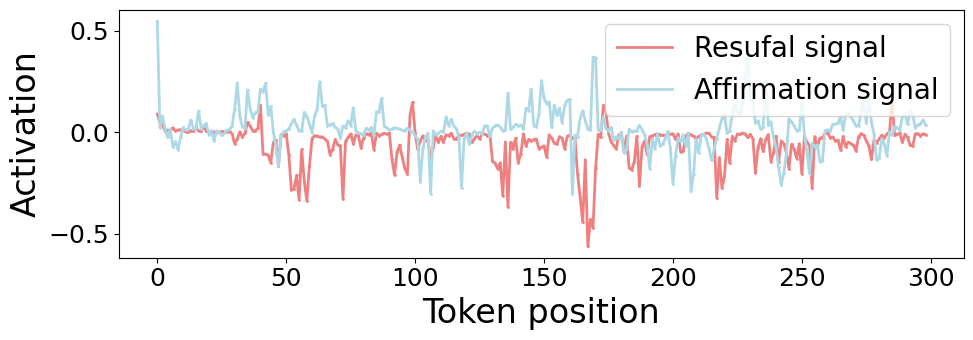 Resufal signal
Affirmation signal
Activation
0.5
0.0
−0.5
0 50 100 150 200 250 300
Token position